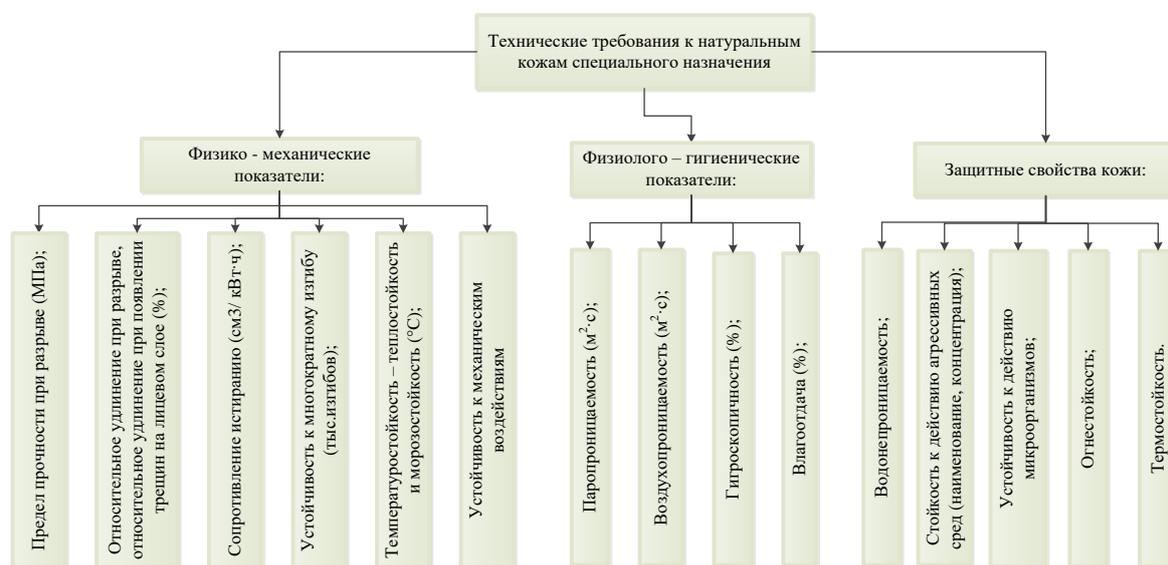 Технические требования к натуральным
кожам специального назначения
Физико - механические
показатели:
Физиолого – гигиенические
показатели:
Защитные свойства кожи:
Предел прочности при разрыве (МПа);
Относительное удлинение при разрыве,
относительное удлинение при появлении
трещин на лицевом слое (%);
Сопротивление истиранию (см3/ кВт·ч);
Устойчивость к многократному изгибу
(тыс.изгибов);
Температуростойкость – теплостойкость
и морозостойкость (°С);
Устойчивость к механическим
воздействиям
Паропроницаемость (м²·с);
Воздухопроницаемость (м²·с);
Гигроскопичность (%);
Влагоотдача (%);
Водонепроницаемость;
Стойкость к действию агрессивных
сред (наименование, концентрация);
Устойчивость к действию
микроорганизмов;
Огнестойкость;
Термостойкость.